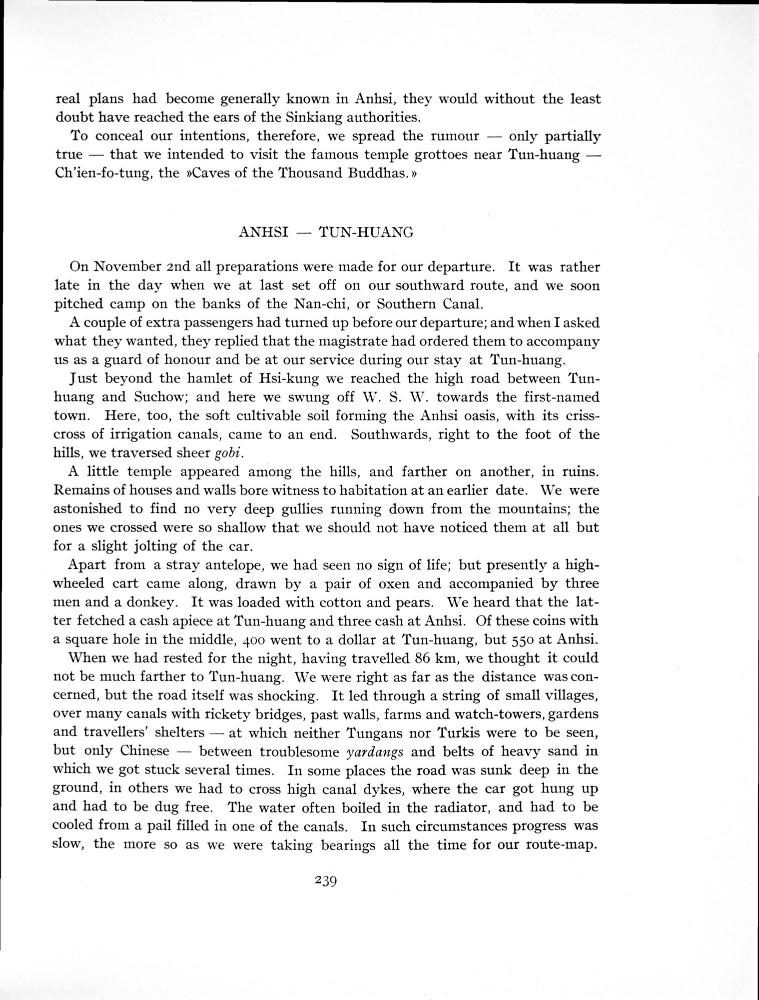 real plans had become generally known in Anhsi, they would without the least
doubt have reached the ears of the Sinkiang authorities.
To conceal our intentions, therefore, we spread the rumour — only partially
true — that we intended to visit the famous temple grottoes near Tun-huang —
Ch'ien-fo-tung, the »Caves of the Thousand Buddhas.»
ANHSI — TUN-HUANG
On November 2nd all preparations were made for our departure. It was rather
late in the day when we at last set off on our southward route, and we soon
pitched camp on the banks of the Nan-chi, or Southern Canal.
A couple of extra passengers had turned up before our departure; and when I asked
what they wanted, they replied that the magistrate had ordered them to accompany
us as a guard of honour and be at our service during our stay at Tun-huang.
Just beyond the hamlet of Hsi-kung we reached the high road between Tun-
huang and Suchow; and here we swung off W. S. W. towards the first-named
town. Here, too, the soft cultivable soil forming the Anhsi oasis, with its criss-
cross of irrigation canals, came to an end. Southwards, right to the foot of the
hills, we traversed sheer gobi.
A little temple appeared among the hills, and farther on another, in ruins.
Remains of houses and walls bore witness to habitation at an earlier date. We were
astonished to find no very deep gullies running down from the mountains; the
ones we crossed were so shallow that we should not have noticed them at all but
for a slight jolting of the car.
Apart from a stray antelope, we had seen no sign of life; but presently a high-
wheeled cart came along, drawn by a pair of oxen and accompanied by three
men and a donkey. It was loaded with cotton and pears. We heard that the lat-
ter fetched a cash apiece at Tun-huang and three cash at Anhsi. Of these coins with
a square hole in the middle, 400 went to a dollar at Tun-huang, but 550 at Anhsi.
When we had rested for the night, having travelled 86 km, we thought it could
not be much farther to Tun-huang. We were right as far as the distance was con-
cerned, but the road itself was shocking. It led through a string of small villages,
over many canals with rickety bridges, past walls, farms and watch-towers, gardens
and travellers' shelters — at which neither Tungans nor Turkis were to be seen,
but only Chinese — between troublesome yardangs and belts of heavy sand in
which we got stuck several times. In some places the road was sunk deep in the
ground, in others we had to cross high canal dykes, where the car got hung up
and had to be dug free. The water often boiled in the radiator, and had to be
cooled from a pail filled in one of the canals. In such circumstances progress was
slow, the more so as we were taking bearings all the time for our route-map.
239